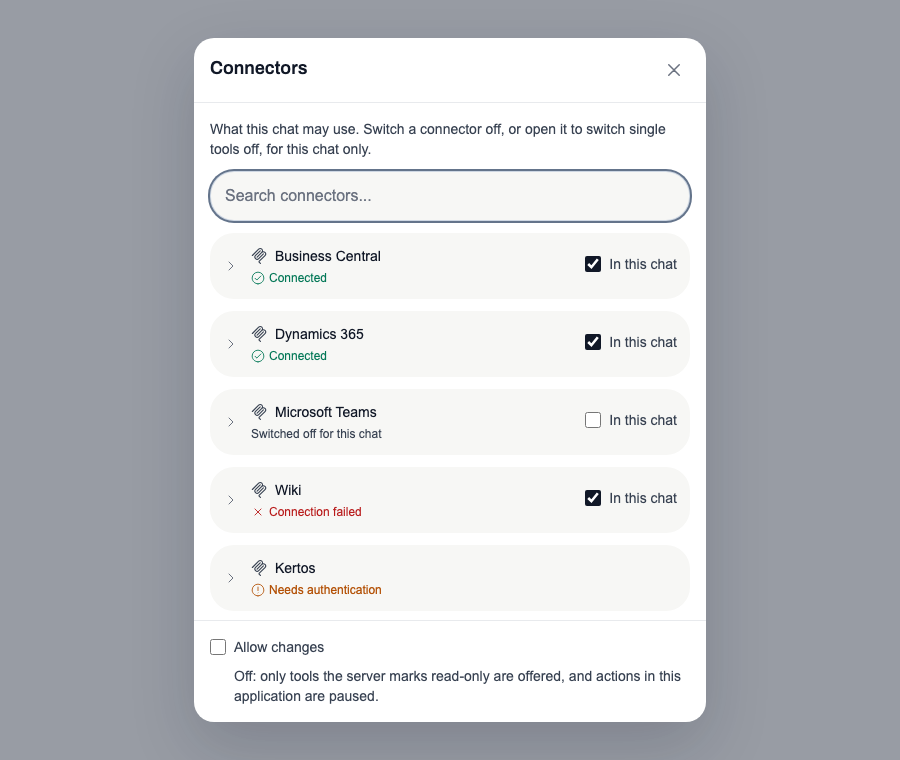 Connectors
What this chat may use. Switch a connector off, or open it to switch single
tools off, for this chat only.
Search connectors...
Business Central
Connected
In this chat
Dynamics 365
Connected
In this chat
Microsoft Teams
Switched off for this chat
In this chat
Wiki
Connection failed
In this chat
Kertos
Needs authentication
Allow changes
Off: only tools the server marks read-only are offered, and actions in this
application are paused.